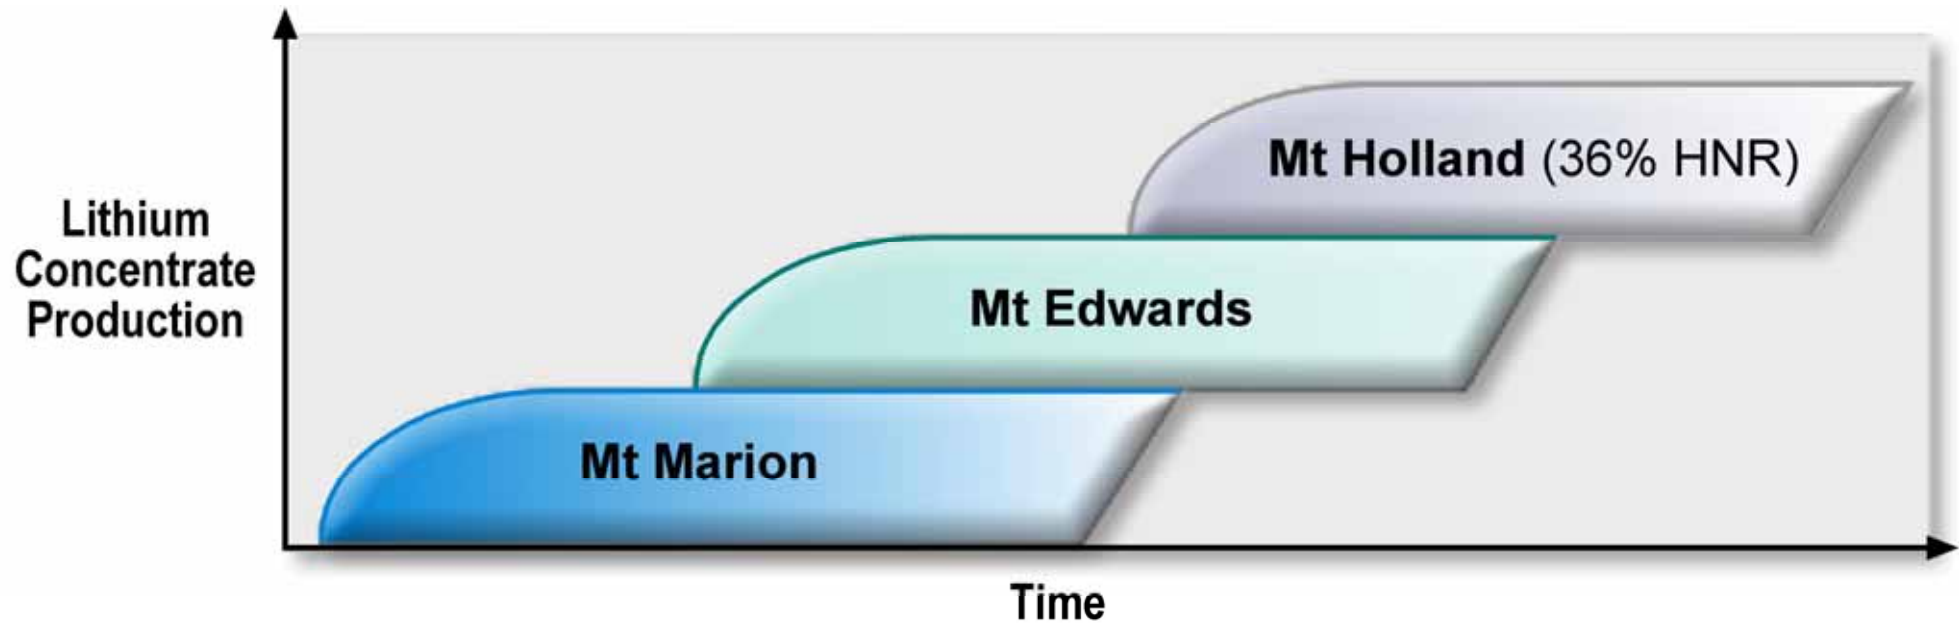 Lithium
Concentrate
Production
Mt Holland (36% HNR)
Mt Edwards
Mt Marion
Time